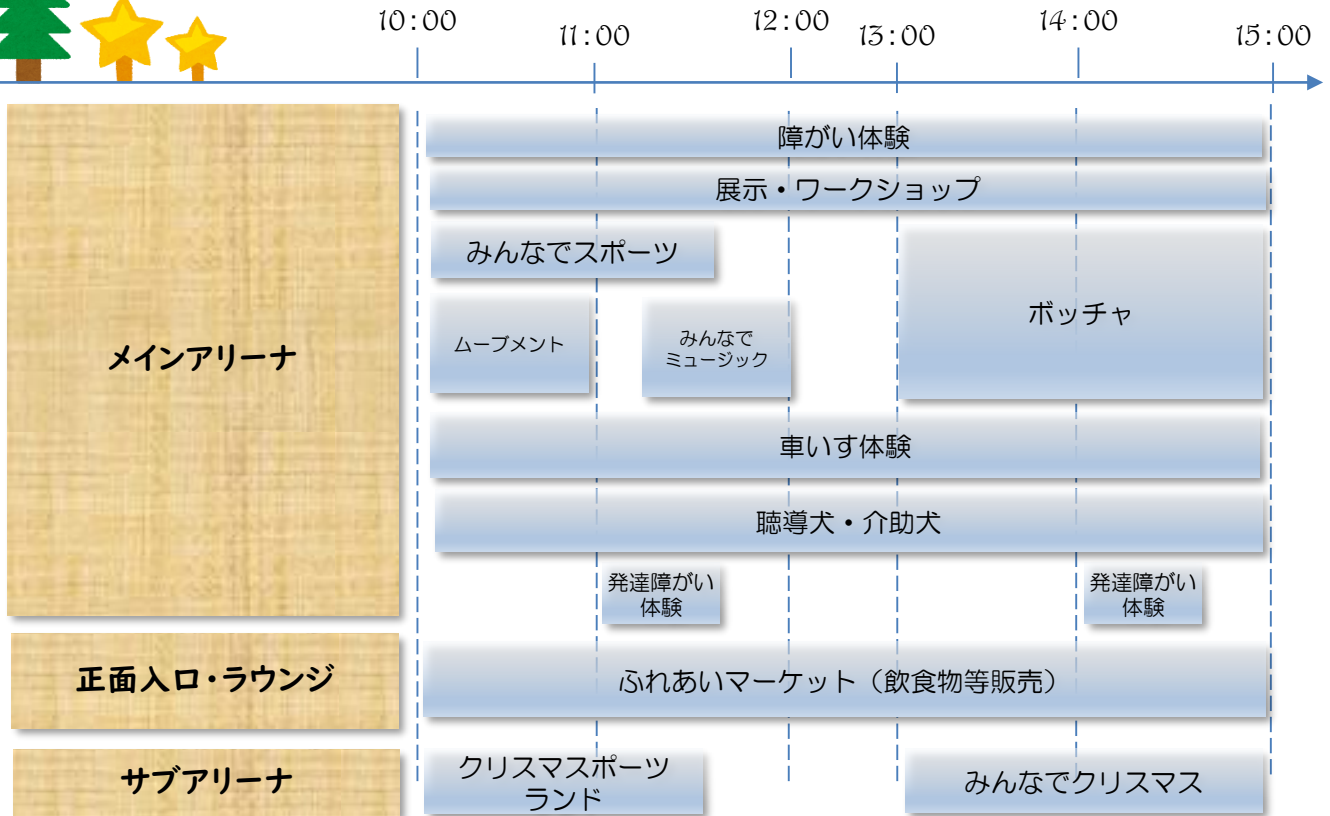 10:00
11:00
12:00
13:00
14:00
15:00
メインアリーナ
障がい体験
展示・ワークショップ
みんなでスポーツ
ムーブメント
みんなで
ミュージック
ボッチャ
車いす体験
聴導犬・介助犬
発達障がい
体験
発達障がい
体験
正面入口・ラウンジ
ふれあいマーケット（飲食物等販売）
サブアリーナ
クリスマスポーツ
ランド
みんなでクリスマス